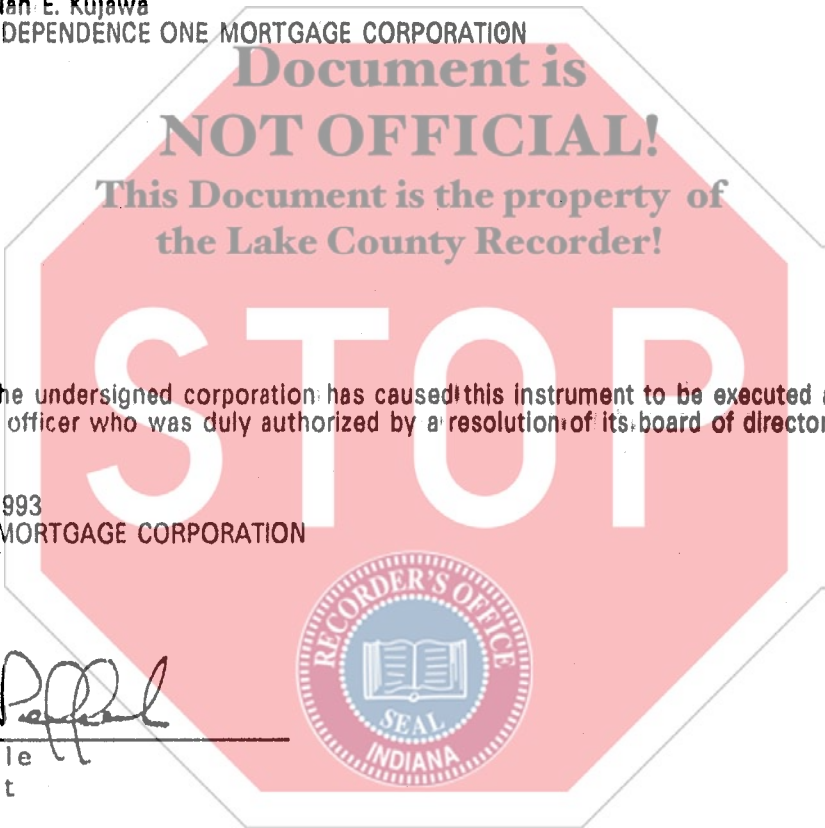 E. Kujawa
DEPENDENCE ONE MORTGAGE CORPORATION
Document is
NOT OFFICIAL!
This Document is the property of
the Lake County Recorder!
STOP
he undersigned corporation has caused this instrument to be executed a
officer who was duly authorized by a resolution of its board of director
993
MORTGAGE CORPORATION
RECORDER'S OFFICE
SEAL
INDIANA
le
t